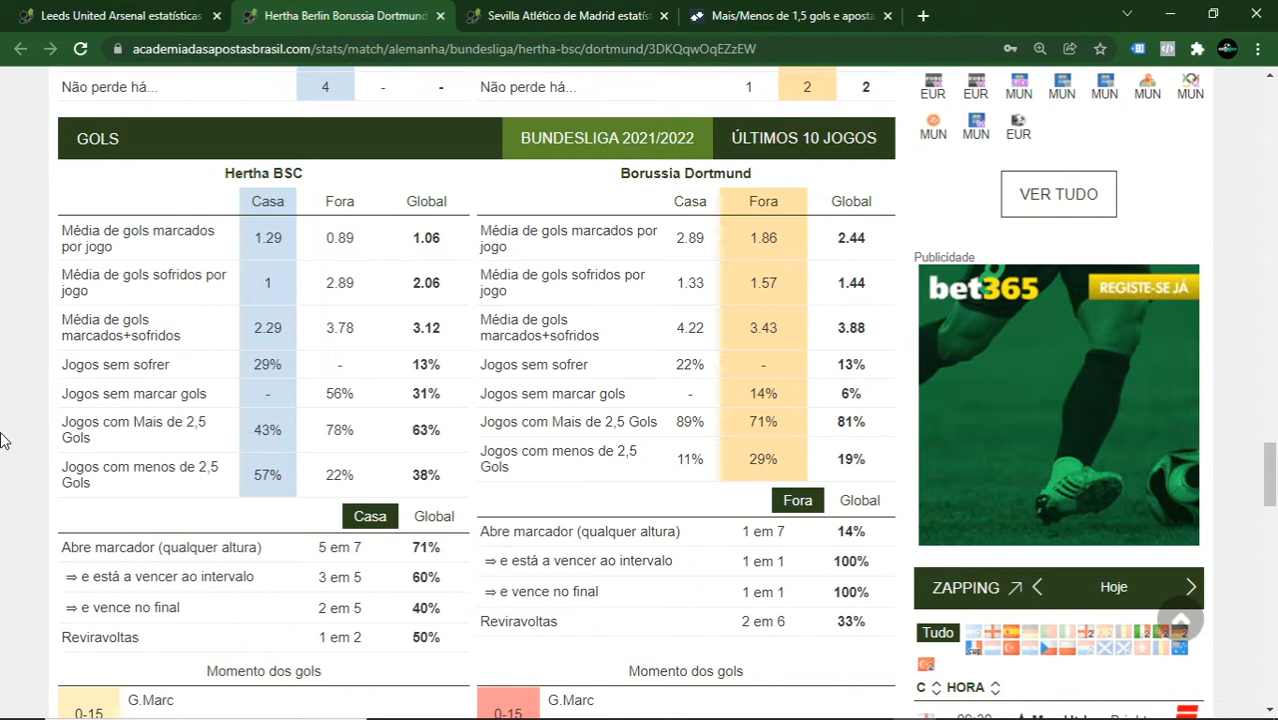 Leeds United Arsenal estatísticas
Hertha Berlin Borussia Dortmund
Sevilla Atlético de Madrid estatíst
Mais/Menos de 1,5 gols e aposta
academiadasapostasbrasil.com/stats/match/alemanha/bundesliga/hertha-bsc/dortmund/3DKQqwOqEZzEW
Não perde há... 4 - -
Não perde há... 1 2 2
EUR EUR MUN MUN MUN MUN MUN
MUN MUN EUR
VER TUDO
GOLS BUNDESLIGA 2021/2022 ÚLTIMOS 10 JOGOS
Hertha BSC
Casa Fora Global
Média de gols marcados
por jogo 1.29 0.89 1.06
Média de gols sofridos por
jogo 1 2.89 2.06
Média de gols
marcados+sofridos 2.29 3.78 3.12
Jogos sem sofrer 29% - 13%
Jogos sem marcar gols - 56% 31%
Jogos com Mais de 2,5
Gols 43% 78% 63%
Jogos com menos de 2,5
Gols 57% 22% 38%
Casa Global
Abre marcador (qualquer altura) 5 em 7 71%
⇒ e está a vencer ao intervalo 3 em 5 60%
⇒ e vence no final 2 em 5 40%
Reviravoltas 1 em 2 50%
Momento dos gols
0-15 G.Marc
Borussia Dortmund
Casa Fora Global
Média de gols marcados por
jogo 2.89 1.86 2.44
Média de gols sofridos por
jogo 1.33 1.57 1.44
Média de gols
marcados+sofridos 4.22 3.43 3.88
Jogos sem sofrer 22% - 13%
Jogos sem marcar gols - 14% 6%
Jogos com Mais de 2,5 Gols 89% 71% 81%
Jogos com menos de 2,5
Gols 11% 29% 19%
Fora Global
Abre marcador (qualquer altura) 1 em 7 14%
⇒ e está a vencer ao intervalo 1 em 1 100%
⇒ e vence no final 1 em 1 100%
Reviravoltas 2 em 6 33%
Momento dos gols
0-15 G.Marc
Publicidade
bet365 REGISTE-SE JÁ
ZAPPING Hoje
Tudo
C HORA